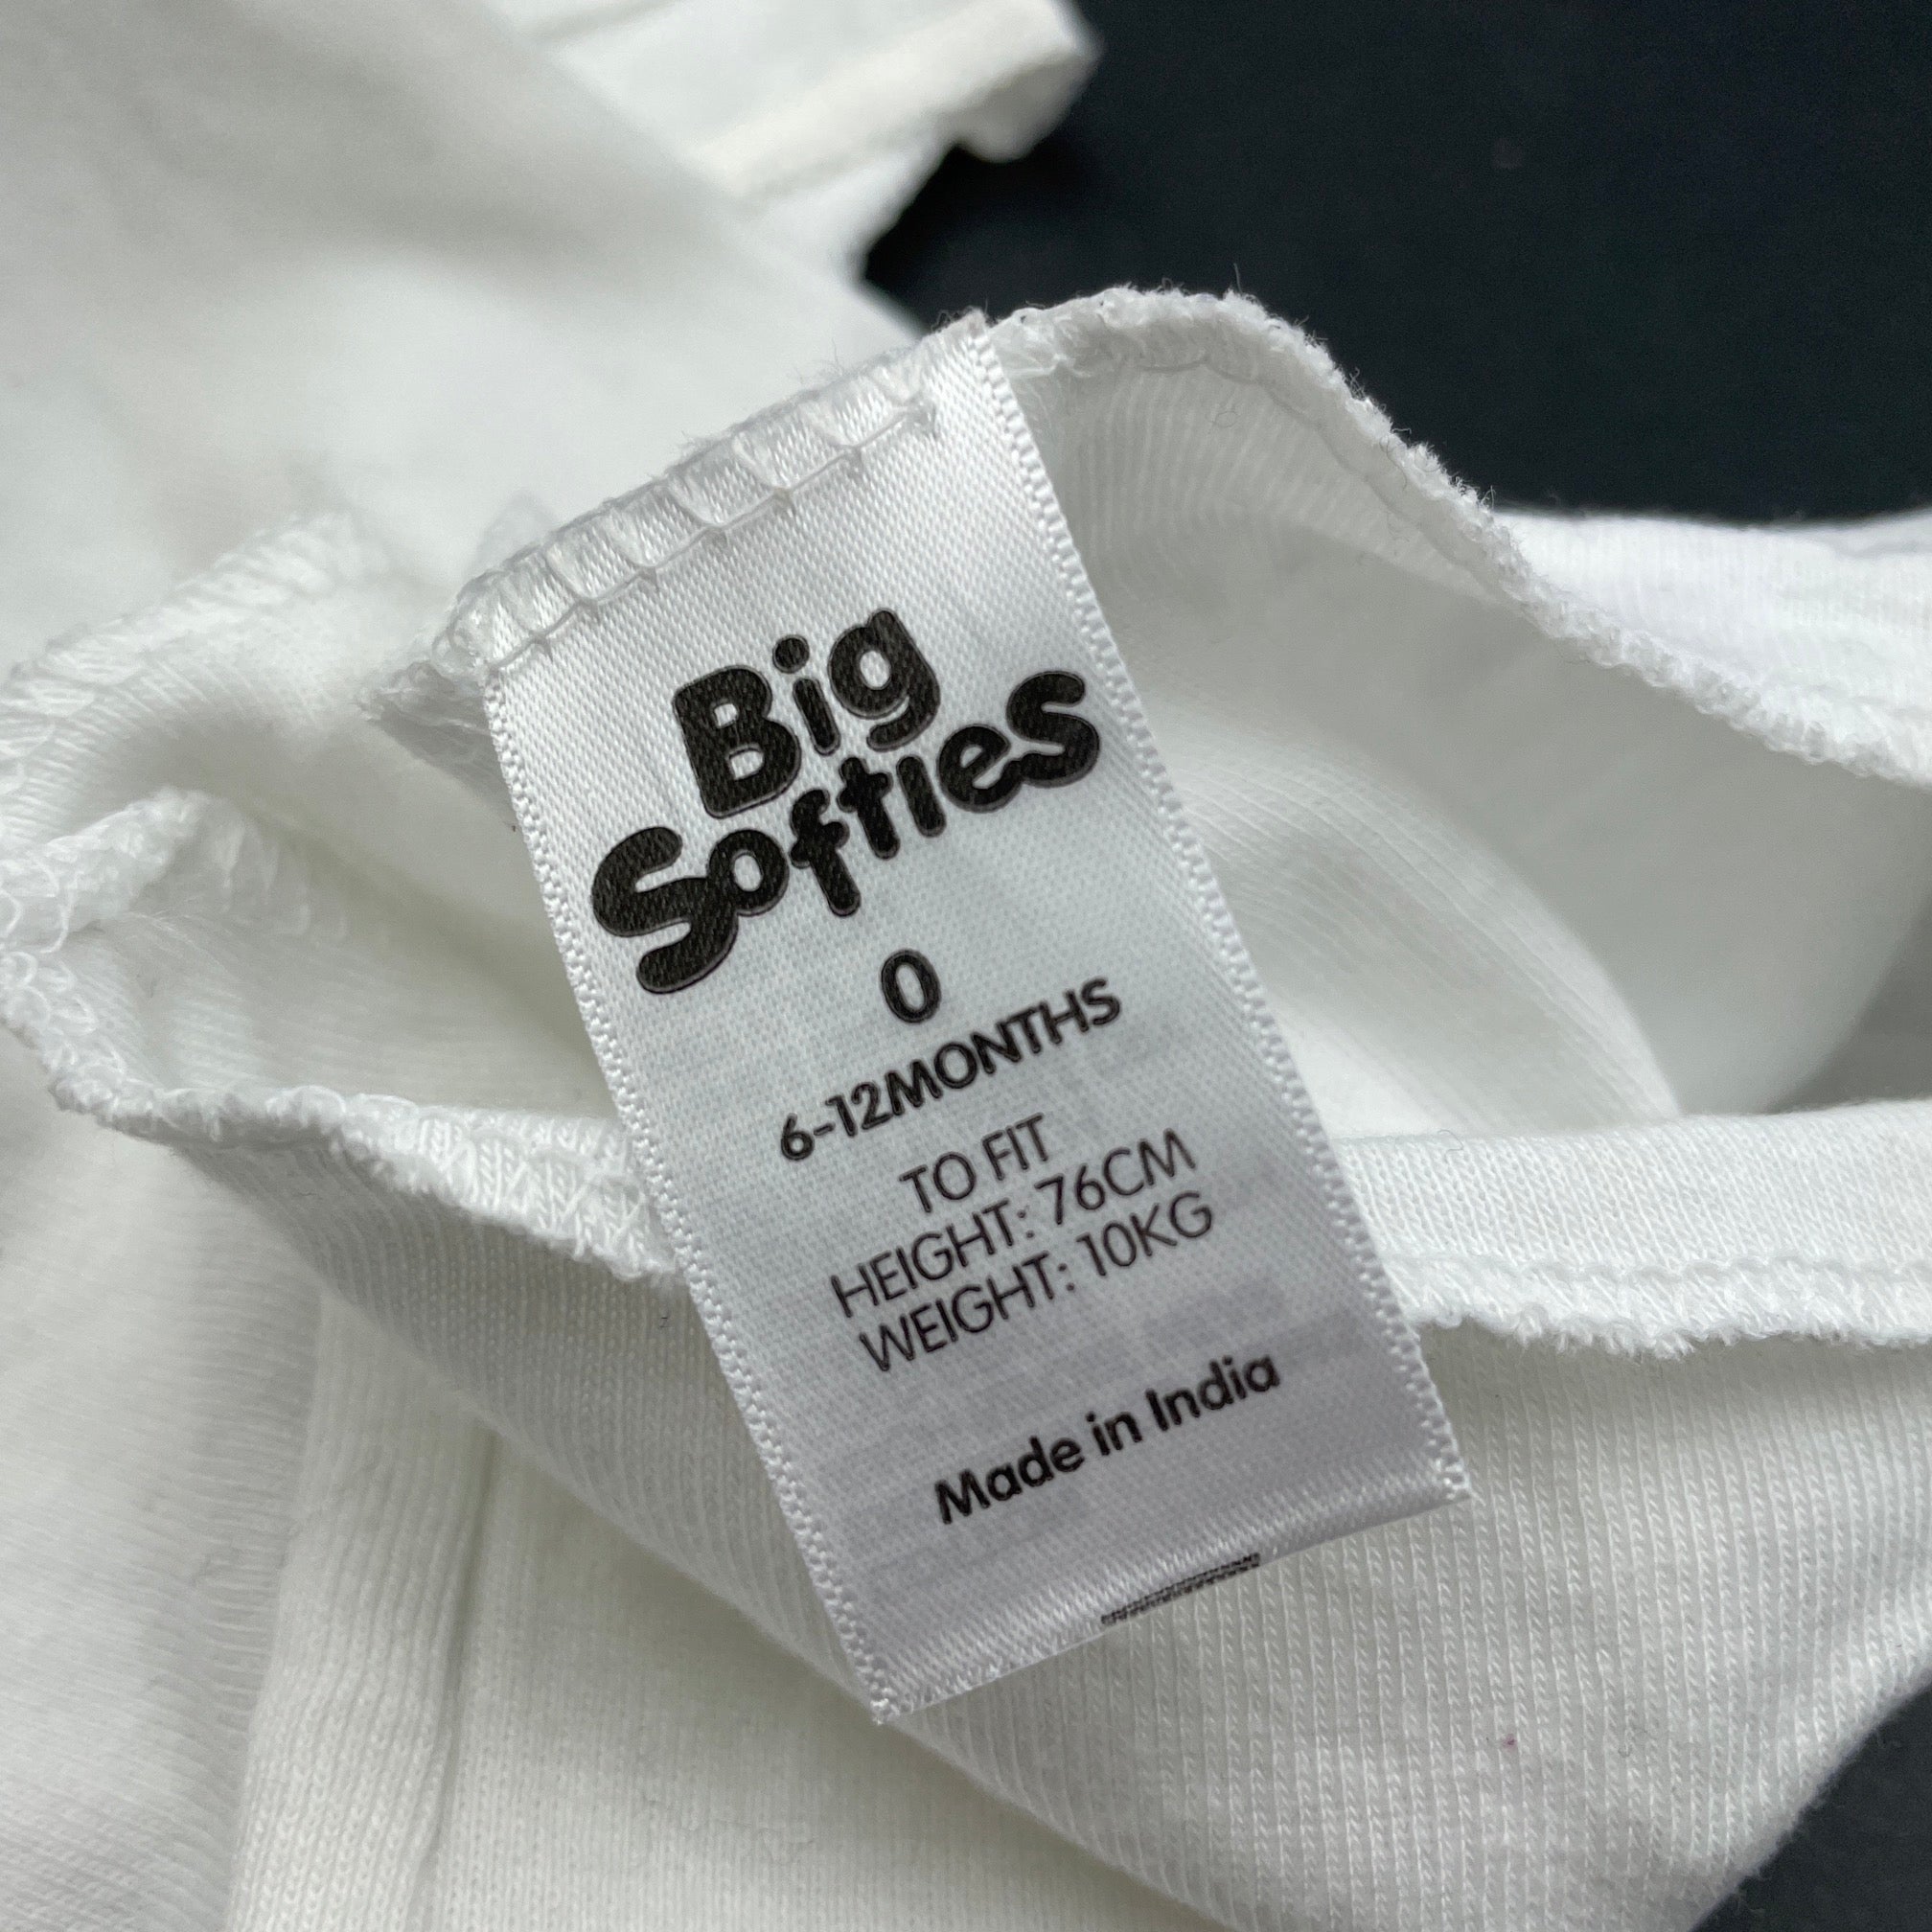 Big
Softies
0
6-12MONTHS
TO FIT
HEIGHT: 76CM
WEIGHT: 10KG
Made in India